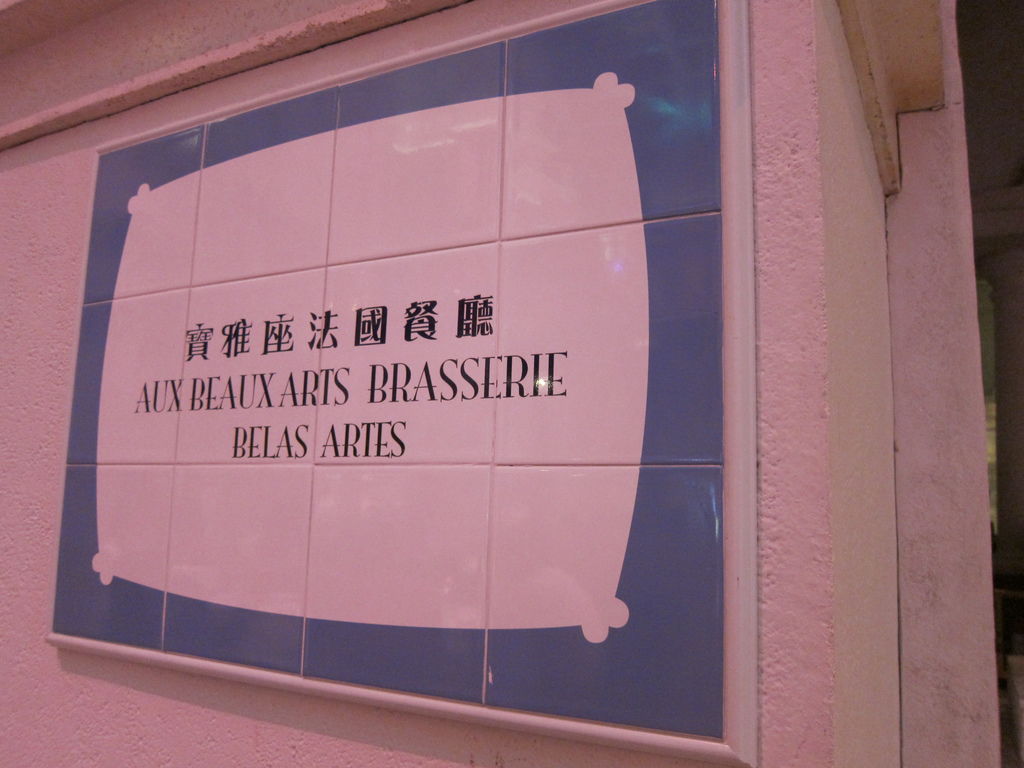 寶雅座法國餐廳
AUX BEAUX ARTS BRASSERIE
BELAS ARTES